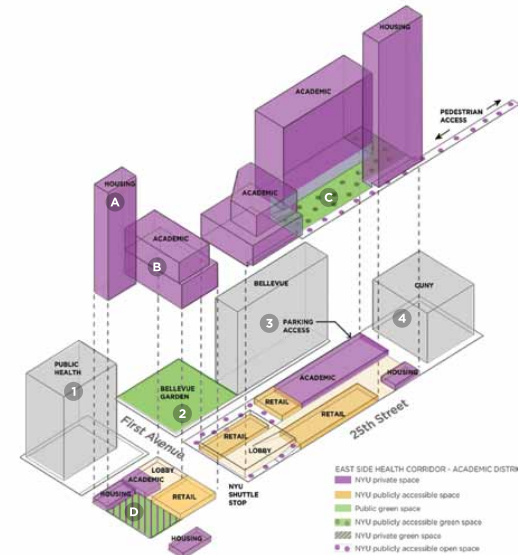 HOUSING
ACADEMIC
PEDESTRIAN
ACCESS
HOUSING
A
ACADEMIC
C
ACADEMIC
B
BELLEVUE
CUNY
3
PARKING
ACCESS
4
PUBLIC
HEALTH
1
ACADEMIC
HOUSING
BELLEVUE
GARDEN
2
RETAIL
RETAIL
25th Street
First Avenue
RETAIL
LOBBY
LOBBY
ACADEMIC
HOUSING
RETAIL
NYU
SHUTTLE
STOP
D
HOUSING
EAST SIDE HEALTH CORRIDOR - ACADEMIC DISTRI
NYU private space
NYU publicly accessible space
Public green space
NYU publicly accessible green space
NYU private green space
NYU publicly accessible open space